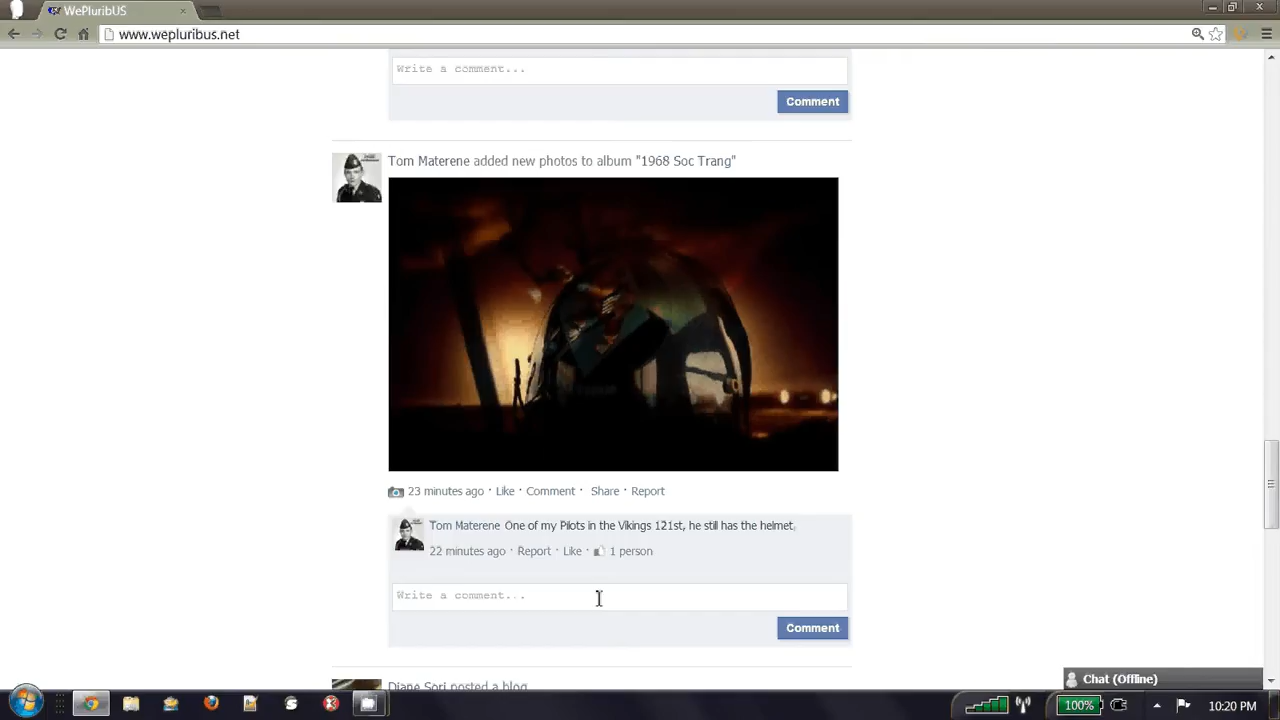 WePluribUS
www.wepluribus.net
Write a comment...
Comment
Tom Materene added new photos to album "1968 Soc Trang"
23 minutes ago · Like · Comment · Share · Report
Tom Materene One of my Pilots in the Vikings 121st, he still has the helmet.
22 minutes ago · Report · Like · 1 person
Write a comment...
Comment
Diane Sori posted a blog
Chat (Offline)
100%
10:20 PM